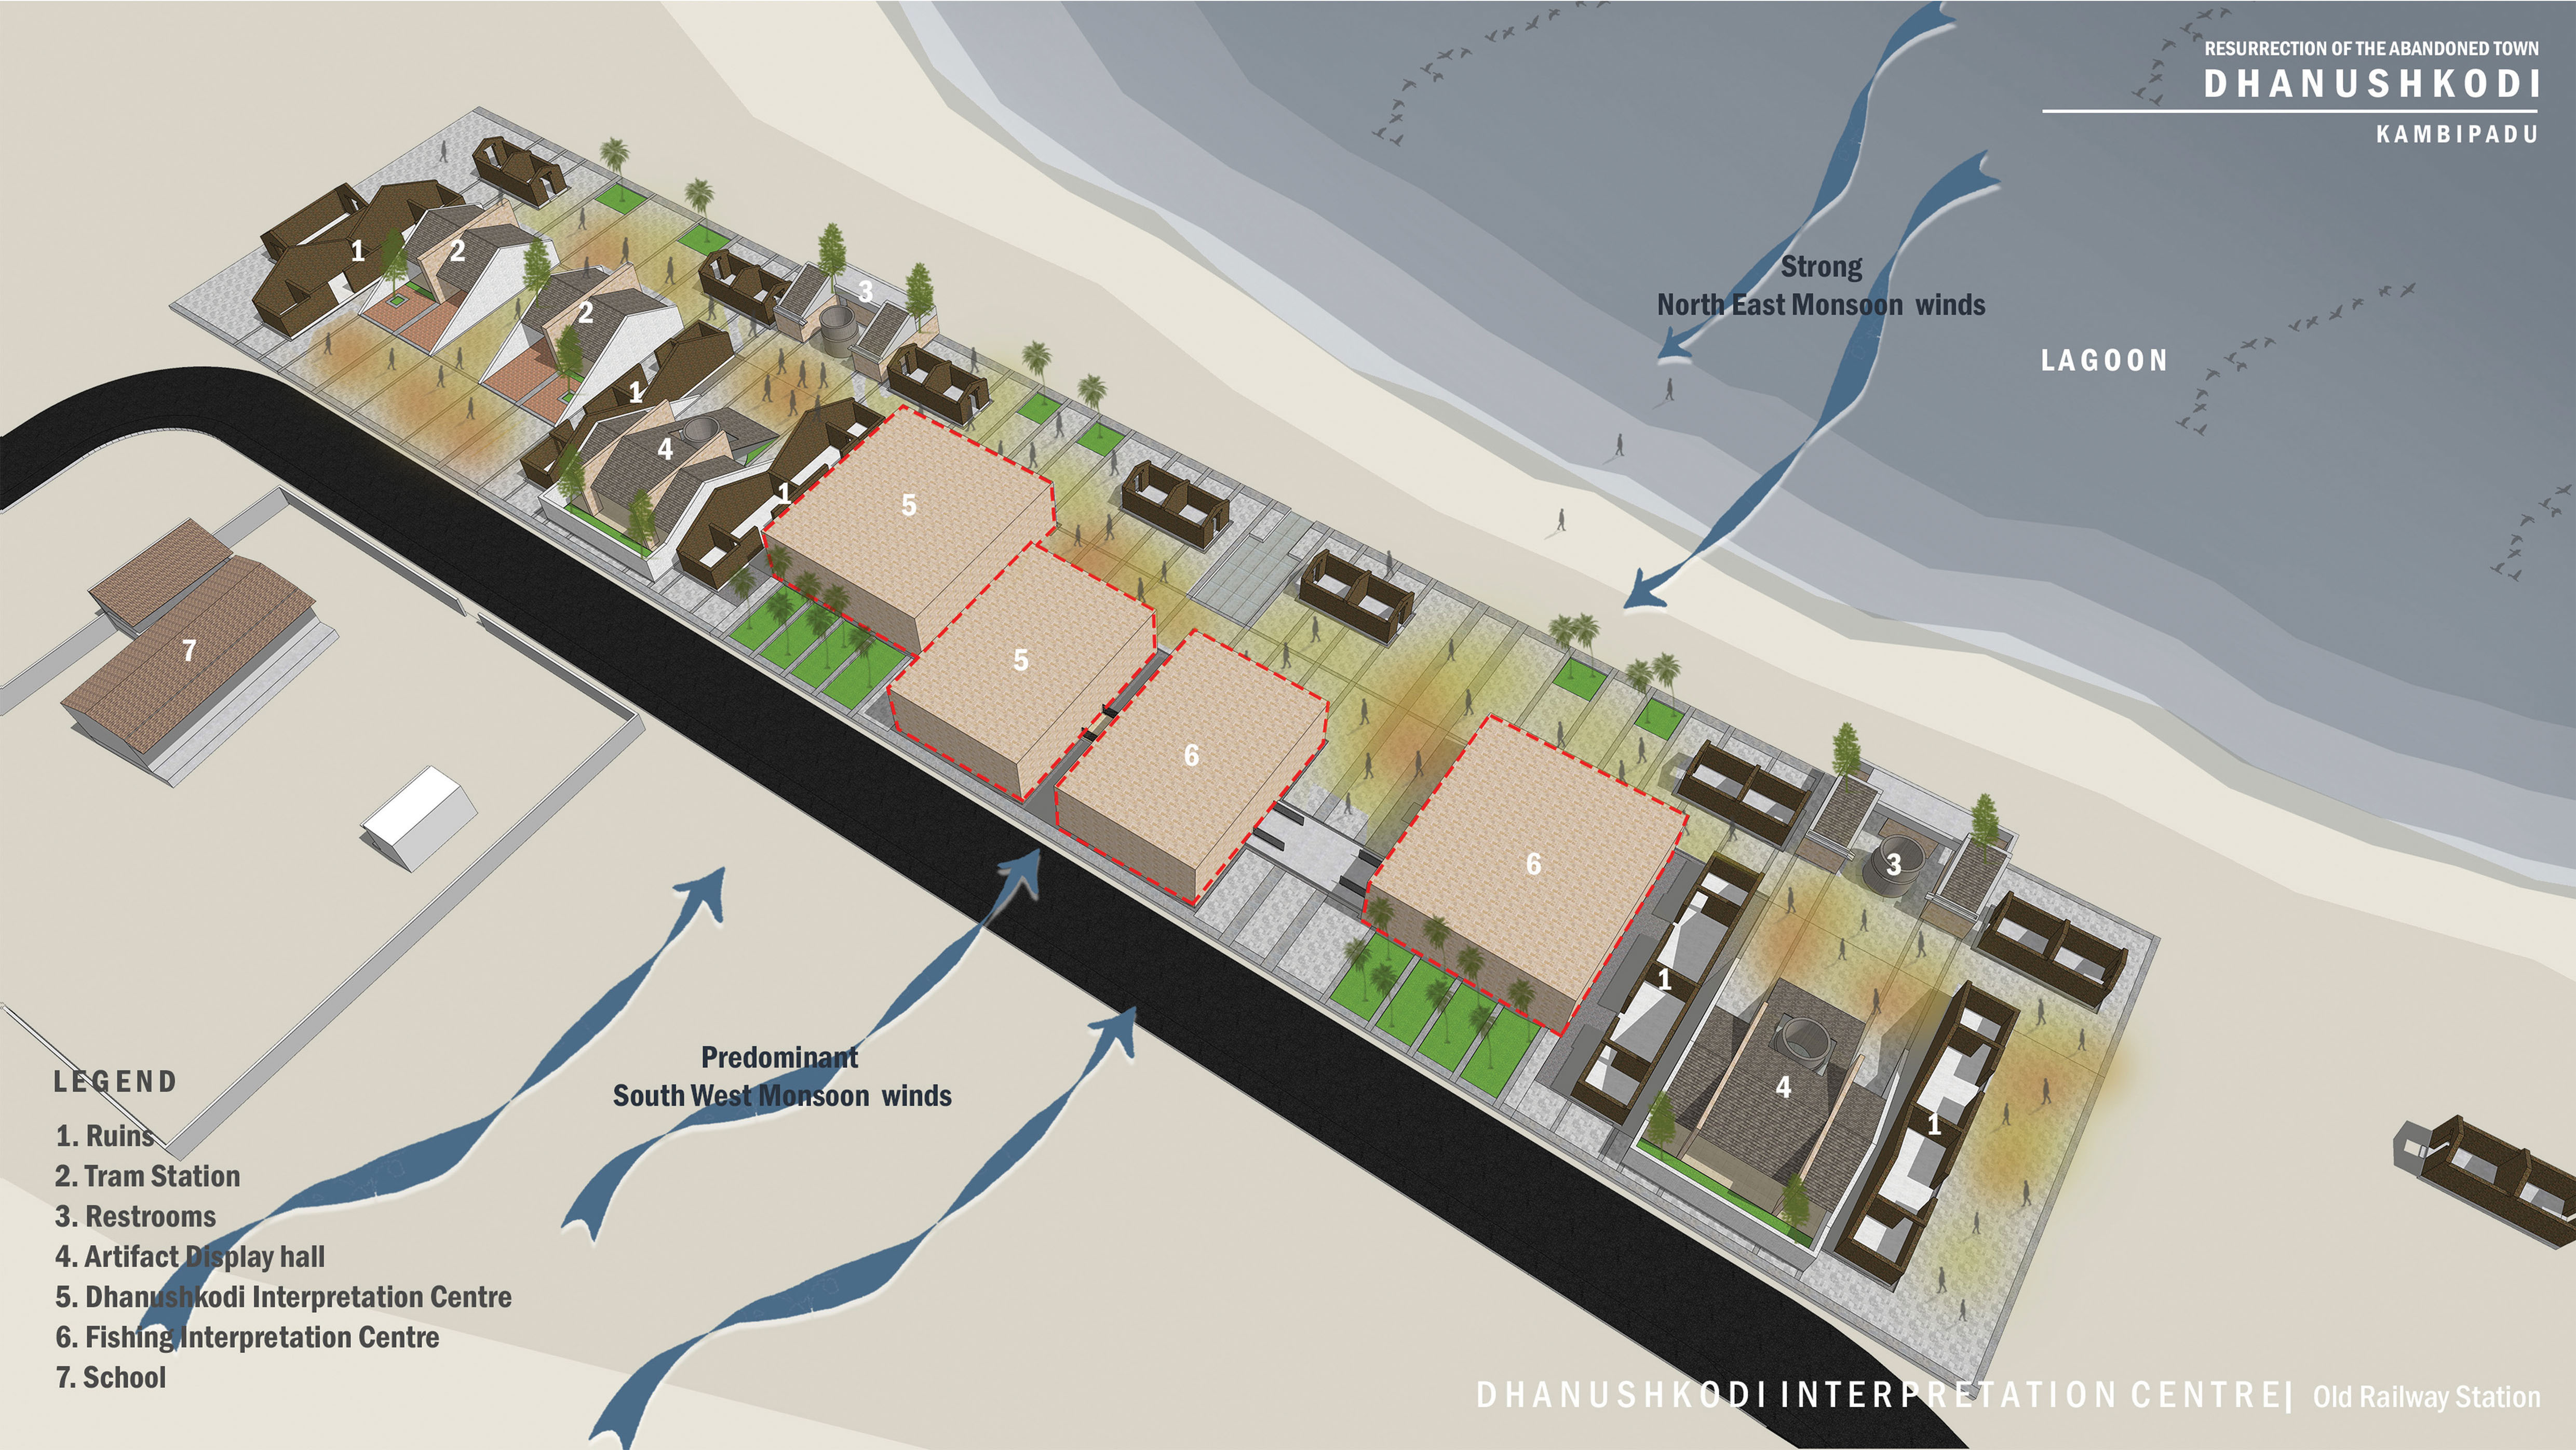 RESURRECTION OF THE ABANDONED TOWN
DHANUSHKODI
KAMBIPADU
Strong
North East Monsoon winds
LAGOON
1
2
2
3
1
4
1
5
5
6
6
7
3
1
4
1
Predominant
South West Monsoon winds
LEGEND
1. Ruins
2. Tram Station
3. Restrooms
4. Artifact Display hall
5. Dhanushkodi Interpretation Centre
6. Fishing Interpretation Centre
7. School
DHANUSHKODI INTERPRETATION CENTRE| Old Railway Station